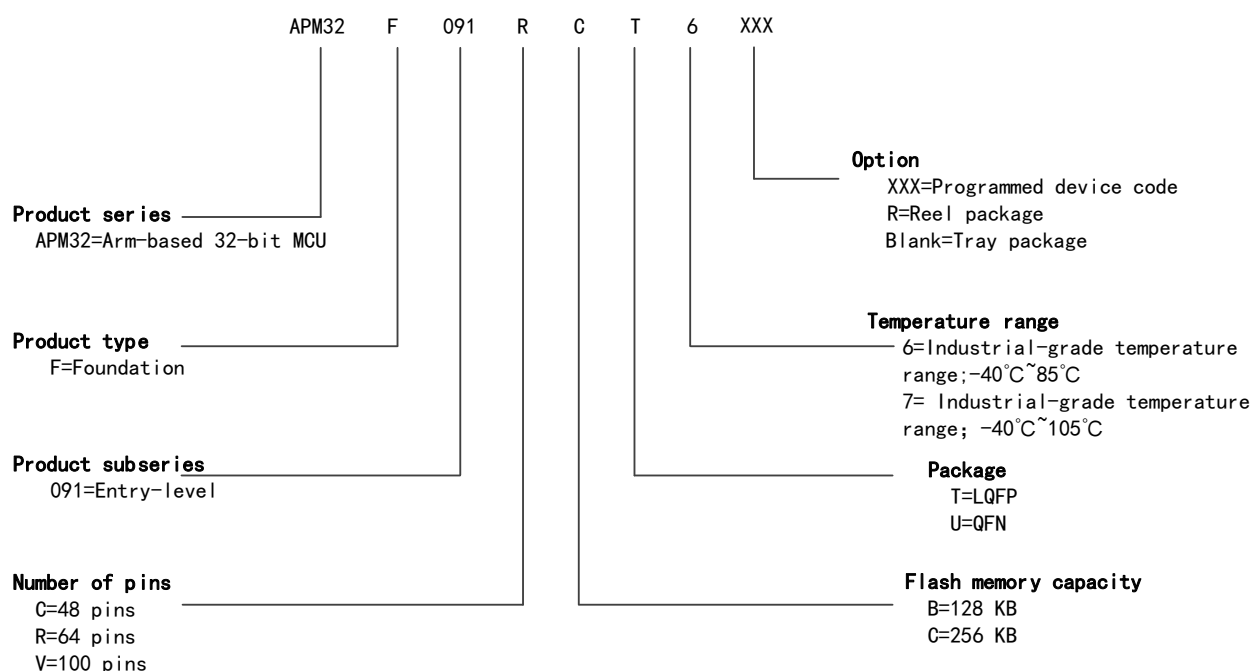 APM32 F 091 R C T 6 XXX
Product series
APM32=Arm-based 32-bit MCU
Product type
F=Foundation
Product subseries
091=Entry-level
Number of pins
C=48 pins
R=64 pins
V=100 pins
Option
XXX=Programmed device code
R=Reel package
Blank=Tray package
Temperature range
6=Industrial-grade temperature
range;-40℃~85℃
7= Industrial-grade temperature
range； -40℃~105℃
Package
T=LQFP
U=QFN
Flash memory capacity
B=128 KB
C=256 KB